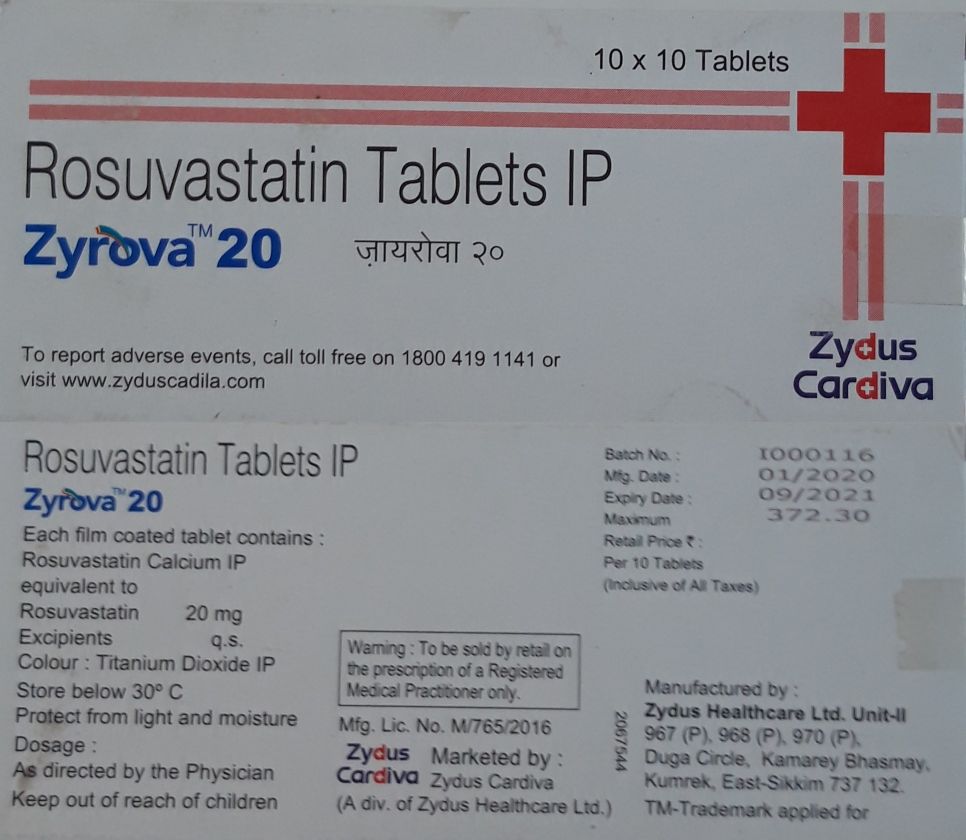 10 x 10 Tablets
Rosuvastatin Tablets IP
Zyrova™ 20 ज़ायरोवा २०
To report adverse events, call toll free on 1800 419 1141 or
visit www.zyduscadila.com
Zydus
Cardiva
Rosuvastatin Tablets IP
Zyrova™ 20
Each film coated tablet contains :
Rosuvastatin Calcium IP
equivalent to
Rosuvastatin 20 mg
Excipients q.s.
Colour : Titanium Dioxide IP
Store below 30º C
Protect from light and moisture
Dosage :
As directed by the Physician
Keep out of reach of children
Batch No. : I000116
Mfg. Date : 01/2020
Expiry Date : 09/2021
Maximum 372.30
Retail Price ₹ :
Per 10 Tablets
(Inclusive of All Taxes)
Warning : To be sold by retail on
the prescription of a Registered
Medical Practitioner only.
Mfg. Lic. No. M/765/2016
Zydus
Cardiva
Marketed by :
Zydus Cardiva
(A div. of Zydus Healthcare Ltd.)
2067544
Manufactured by :
Zydus Healthcare Ltd. Unit-II
967 (P), 968 (P), 970 (P),
Duga Circle, Kamarey Bhasmay,
Kumrek, East-Sikkim 737 132.
TM-Trademark applied for